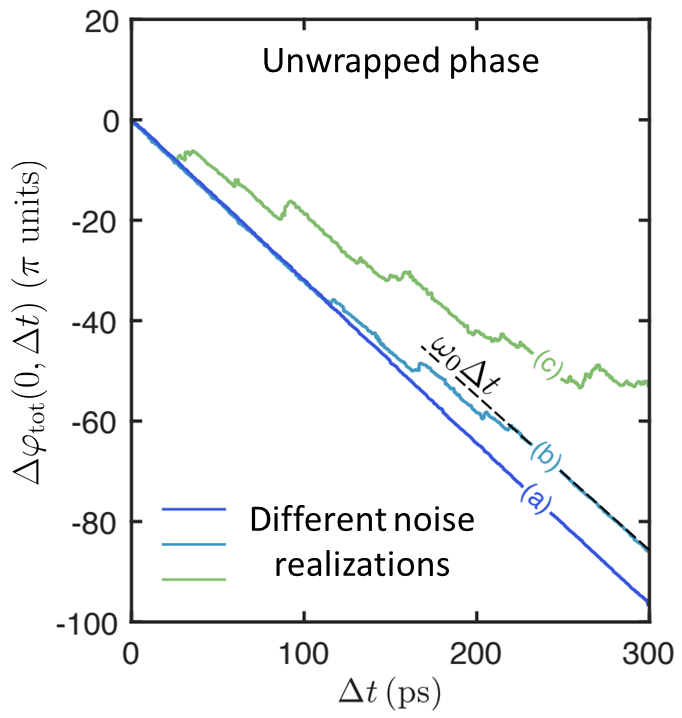 Unwrapped phase
20
0
-20
-40
-60
-80
-100
Δφ_tot(0, Δt) (π units)
ω₀Δt
(c)
(b)
(a)
Different noise
realizations
0
100
200
300
Δt (ps)